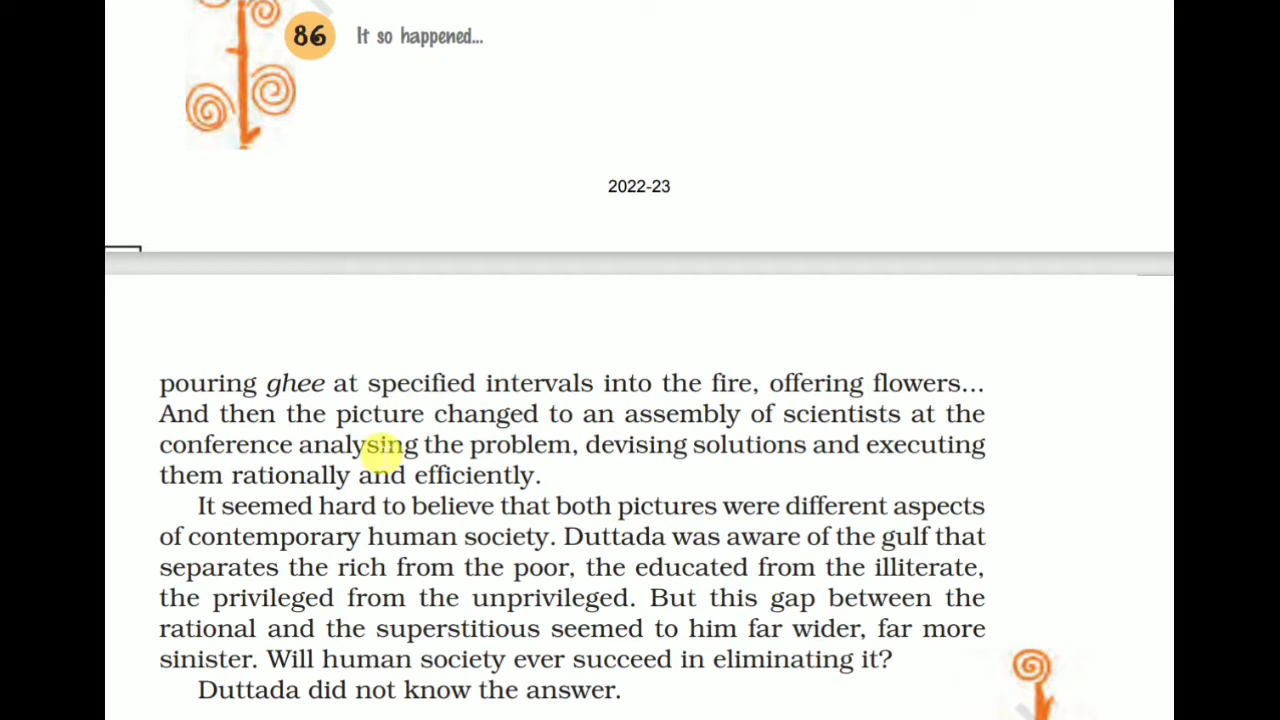 86 It so happened...
2022-23
pouring ghee at specified intervals into the fire, offering flowers...
And then the picture changed to an assembly of scientists at the
conference analysing the problem, devising solutions and executing
them rationally and efficiently.
It seemed hard to believe that both pictures were different aspects
of contemporary human society. Duttada was aware of the gulf that
separates the rich from the poor, the educated from the illiterate,
the privileged from the unprivileged. But this gap between the
rational and the superstitious seemed to him far wider, far more
sinister. Will human society ever succeed in eliminating it?
Duttada did not know the answer.